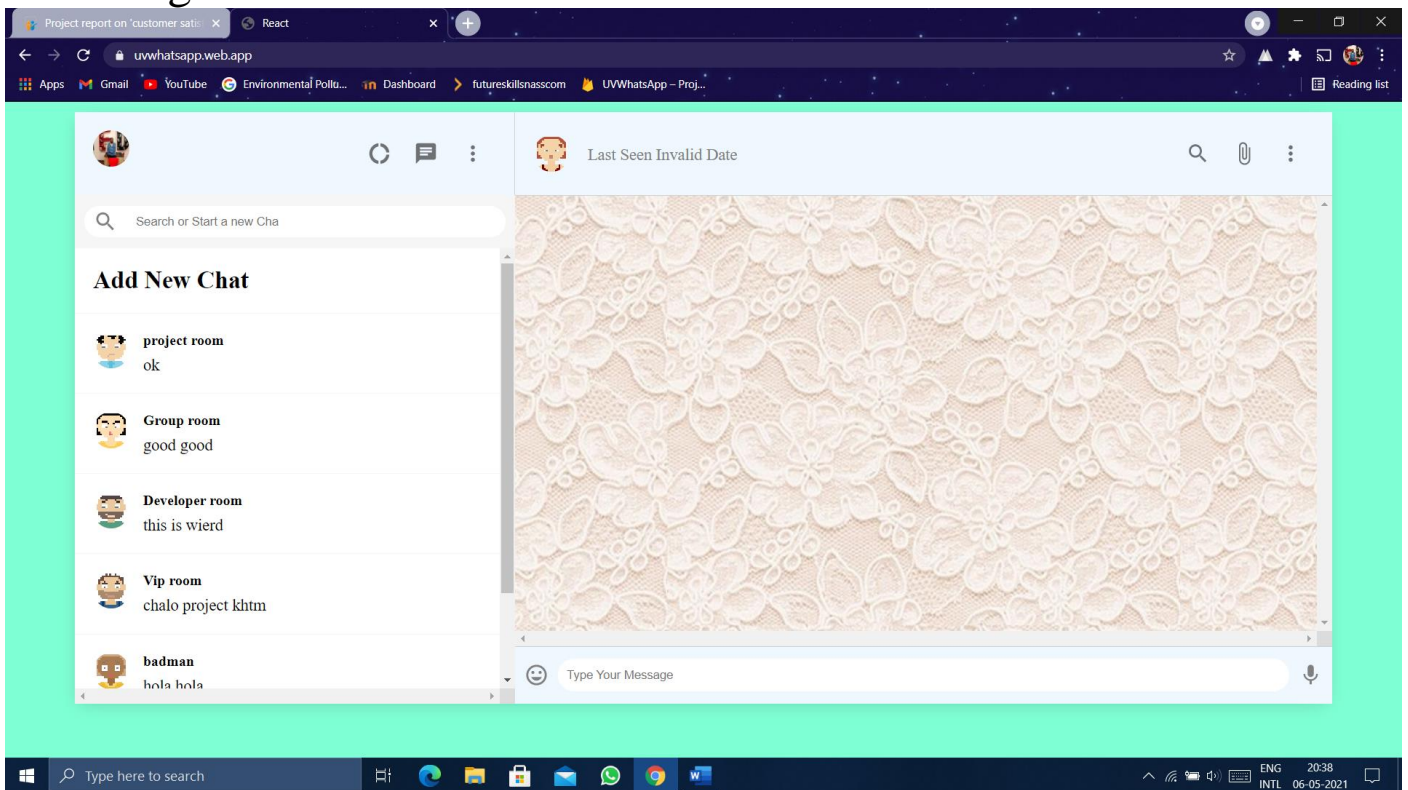 Project report on 'customer satis
React
uvwhatsapp.web.app
Apps
Gmail
YouTube
Environmental Pollu...
Dashboard
futureskillsnasscom
UVWhatsApp – Proj...
Reading list
Last Seen Invalid Date
Search or Start a new Cha
Add New Chat
project room
ok
Group room
good good
Developer room
this is wierd
Vip room
chalo project khtm
badman
hola hola
Type Your Message
Type here to search
ENG
INTL
20:38
06-05-2021